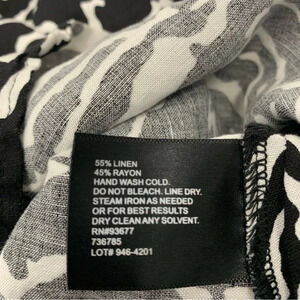 55% LINEN
45% RAYON
HAND WASH COLD.
DO NOT BLEACH. LINE DRY.
STEAM IRON AS NEEDED
OR FOR BEST RESULTS
DRY CLEAN ANY SOLVENT.
RN#93677
736785
LOT# 946-4201